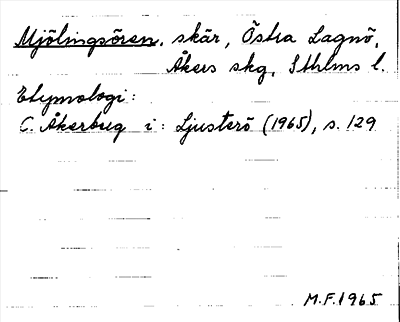 Mjölingsören, skär, Östra Lagnö,
Åkers skg, Sthlms l.
Etymologi:
C. Åkerberg i: Ljusterö (1965), s. 129
M.F. 1965